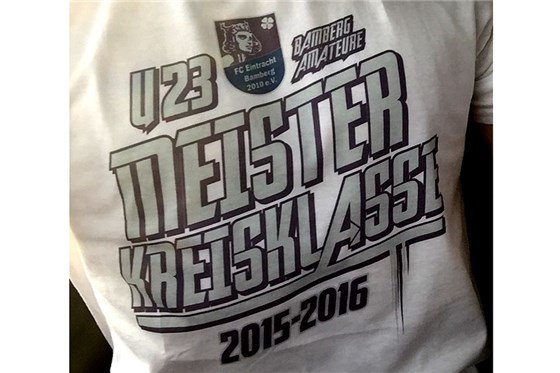 U23
FC Eintracht
Bamberg
2010 e.V.
BAMBERG
AMATEURE
MEISTER
KREISKLASSE
2015-2016